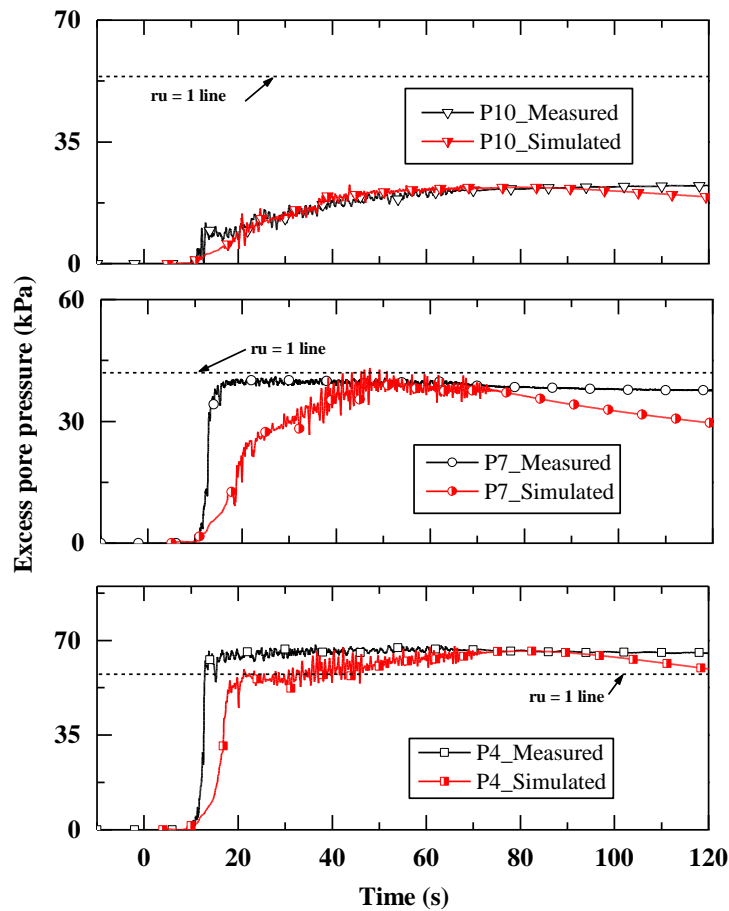 70
35
0
ru = 1 line
P10_Measured
P10_Simulated
60
30
0
ru = 1 line
P7_Measured
P7_Simulated
Excess pore pressure (kPa)
70
35
0
ru = 1 line
P4_Measured
P4_Simulated
0 20 40 60 80 100 120
Time (s)